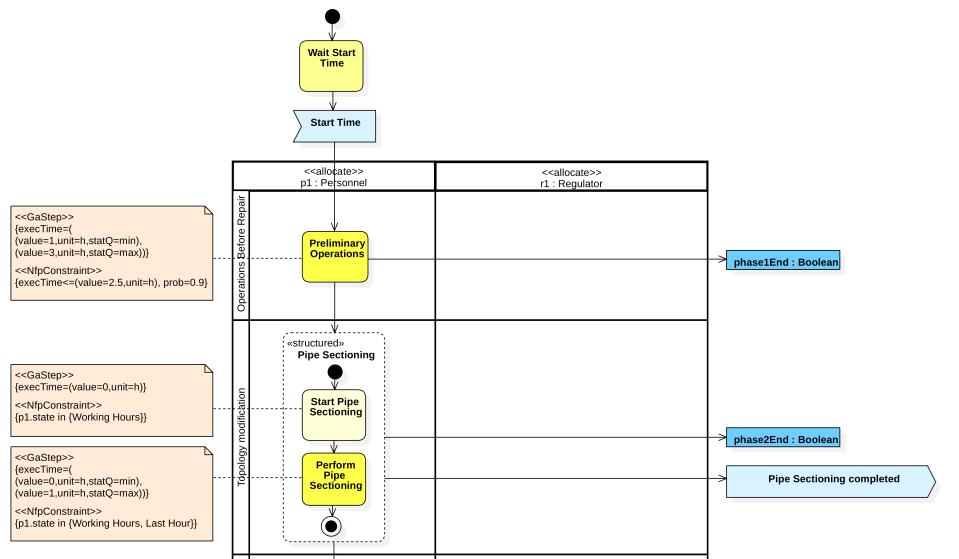 Wait Start
Time
Start Time
<<allocate>>
p1 : Personnel
<<allocate>>
r1 : Regulator
Operations Before Repair
<<GaStep>>
{execTime=(
(value=1,unit=h,statQ=min),
(value=3,unit=h,statQ=max))}
<<NfpConstraint>>
{execTime<=(value=2.5,unit=h), prob=0.9}
Preliminary
Operations
phase1End : Boolean
Topology modification
«structured»
Pipe Sectioning
<<GaStep>>
{execTime=(value=0,unit=h)}
<<NfpConstraint>>
{p1.state in {Working Hours}}
Start Pipe
Sectioning
phase2End : Boolean
<<GaStep>>
{execTime=(
(value=0,unit=h,statQ=min),
(value=1,unit=h,statQ=max))}
<<NfpConstraint>>
{p1.state in {Working Hours, Last Hour}}
Perform
Pipe
Sectioning
Pipe Sectioning completed